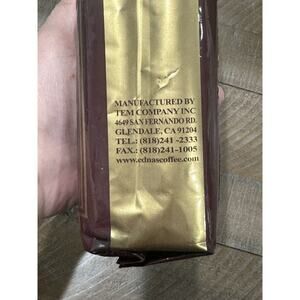 MANUFACTURED BY
TEM COMPANY INC
4649 SAN FERNANDO RD.
GLENDALE, CA 91204
TEL.: (818)241 -2333
FAX.: (818)241-1005
www.ednascoffee.com